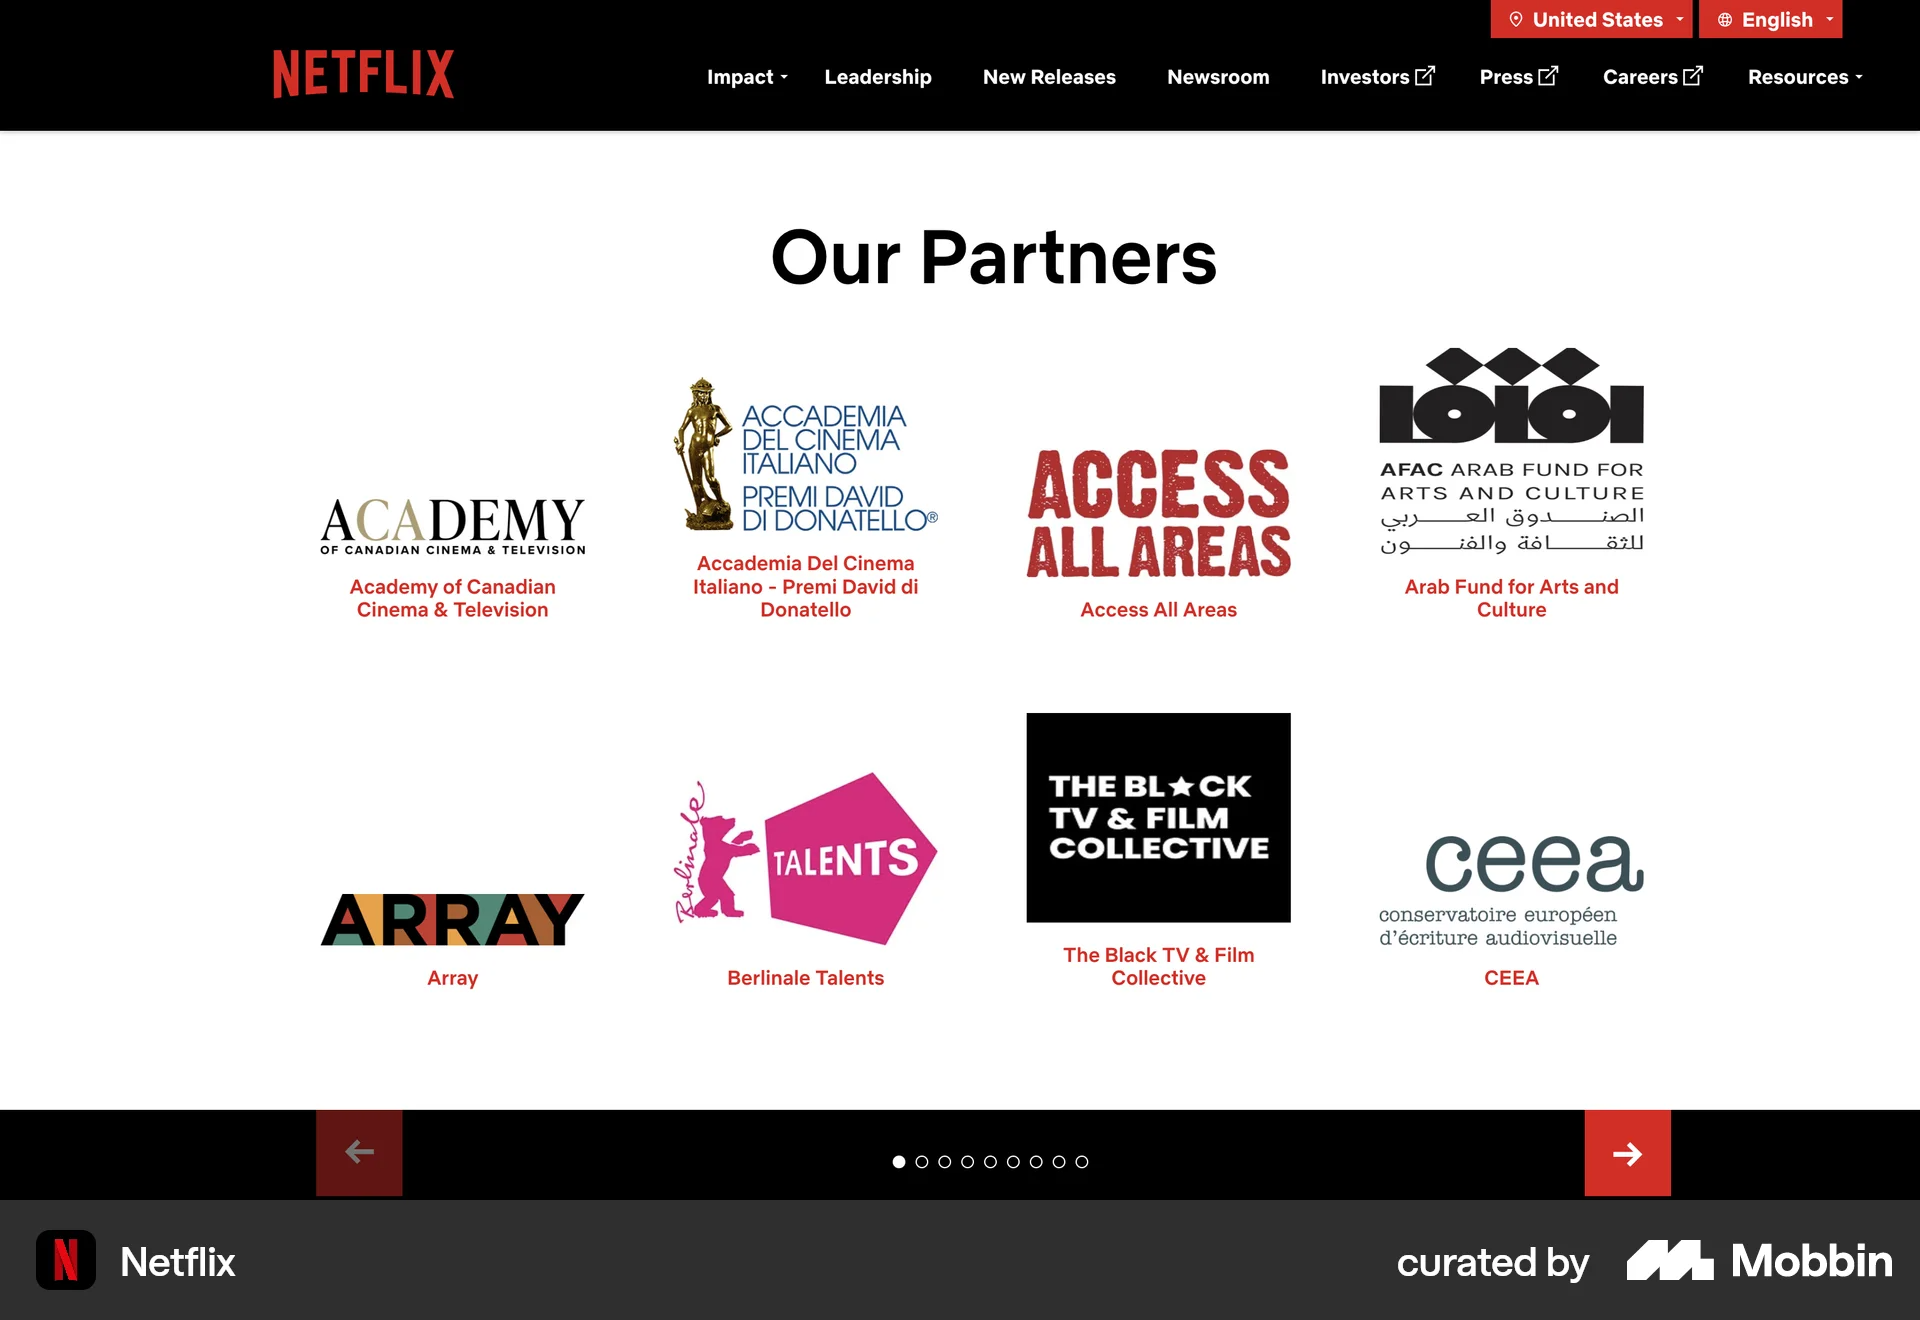 United States
English
NETFLIX
Impact
Leadership
New Releases
Newsroom
Investors
Press
Careers
Resources
Our Partners
ACADEMY
OF CANADIAN CINEMA & TELEVISION
Academy of Canadian
Cinema & Television
ACCADEMIA
DEL CINEMA
ITALIANO
PREMI DAVID
DI DONATELLO®
Accademia Del Cinema
Italiano - Premi David di
Donatello
ACCESS
ALL AREAS
Access All Areas
AFAC ARAB FUND FOR
ARTS AND CULTURE
الصنـــدوق العـــربي
للثقـــافة والفنـــون
Arab Fund for Arts and
Culture
ARRAY
Array
Berlinale
TALENTS
Berlinale Talents
THE BL★CK
TV & FILM
COLLECTIVE
The Black TV & Film
Collective
ceea
conservatoire européen
d'écriture audiovisuelle
CEEA
N
Netflix
curated by
Mobbin